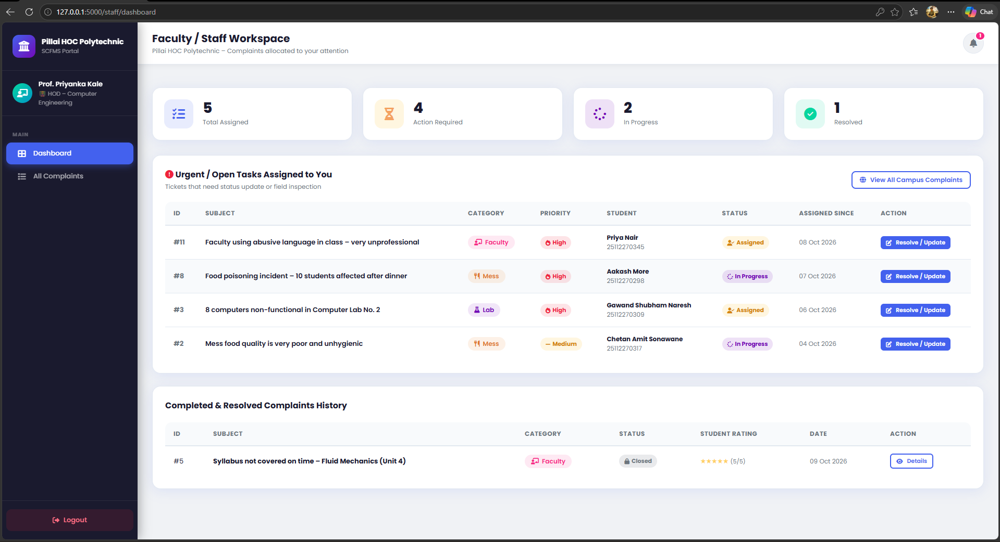 127.0.0.1:5000/staff/dashboard
Chat
Pillai HOC Polytechnic
SCFMS Portal
Prof. Priyanka Kale
HOD – Computer
Engineering
MAIN
Dashboard
All Complaints
Logout
Faculty / Staff Workspace
Pillai HOC Polytechnic – Complaints allocated to your attention
1
5
Total Assigned
4
Action Required
2
In Progress
1
Resolved
Urgent / Open Tasks Assigned to You
Tickets that need status update or field inspection
View All Campus Complaints
ID SUBJECT CATEGORY PRIORITY STUDENT STATUS ASSIGNED SINCE ACTION
#11 Faculty using abusive language in class – very unprofessional Faculty High Priya Nair Assigned 08 Oct 2026 Resolve / Update
25112270345
#8 Food poisoning incident – 10 students affected after dinner Mess High Aakash More In Progress 07 Oct 2026 Resolve / Update
25112270298
#3 8 computers non-functional in Computer Lab No. 2 Lab High Gawand Shubham Naresh Assigned 06 Oct 2026 Resolve / Update
25112270309
#2 Mess food quality is very poor and unhygienic Mess Medium Chetan Amit Sonawane In Progress 04 Oct 2026 Resolve / Update
25112270317
Completed & Resolved Complaints History
ID SUBJECT CATEGORY STATUS STUDENT RATING DATE ACTION
#5 Syllabus not covered on time – Fluid Mechanics (Unit 4) Faculty Closed ★★★★★ (5/5) 09 Oct 2026 Details